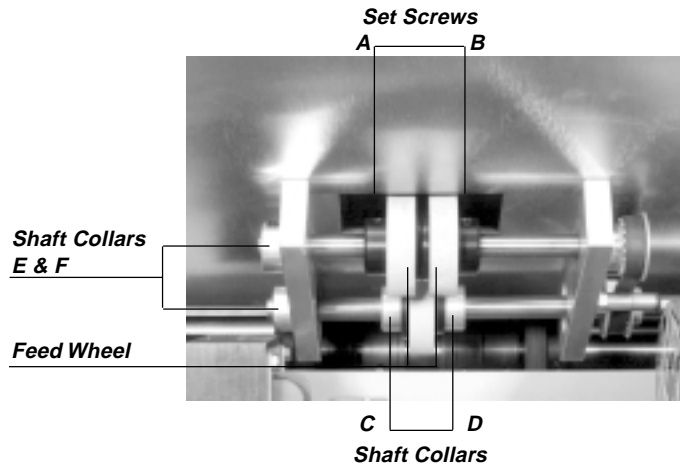 Set Screws
A B
Shaft Collars
E & F
Feed Wheel
C D
Shaft Collars